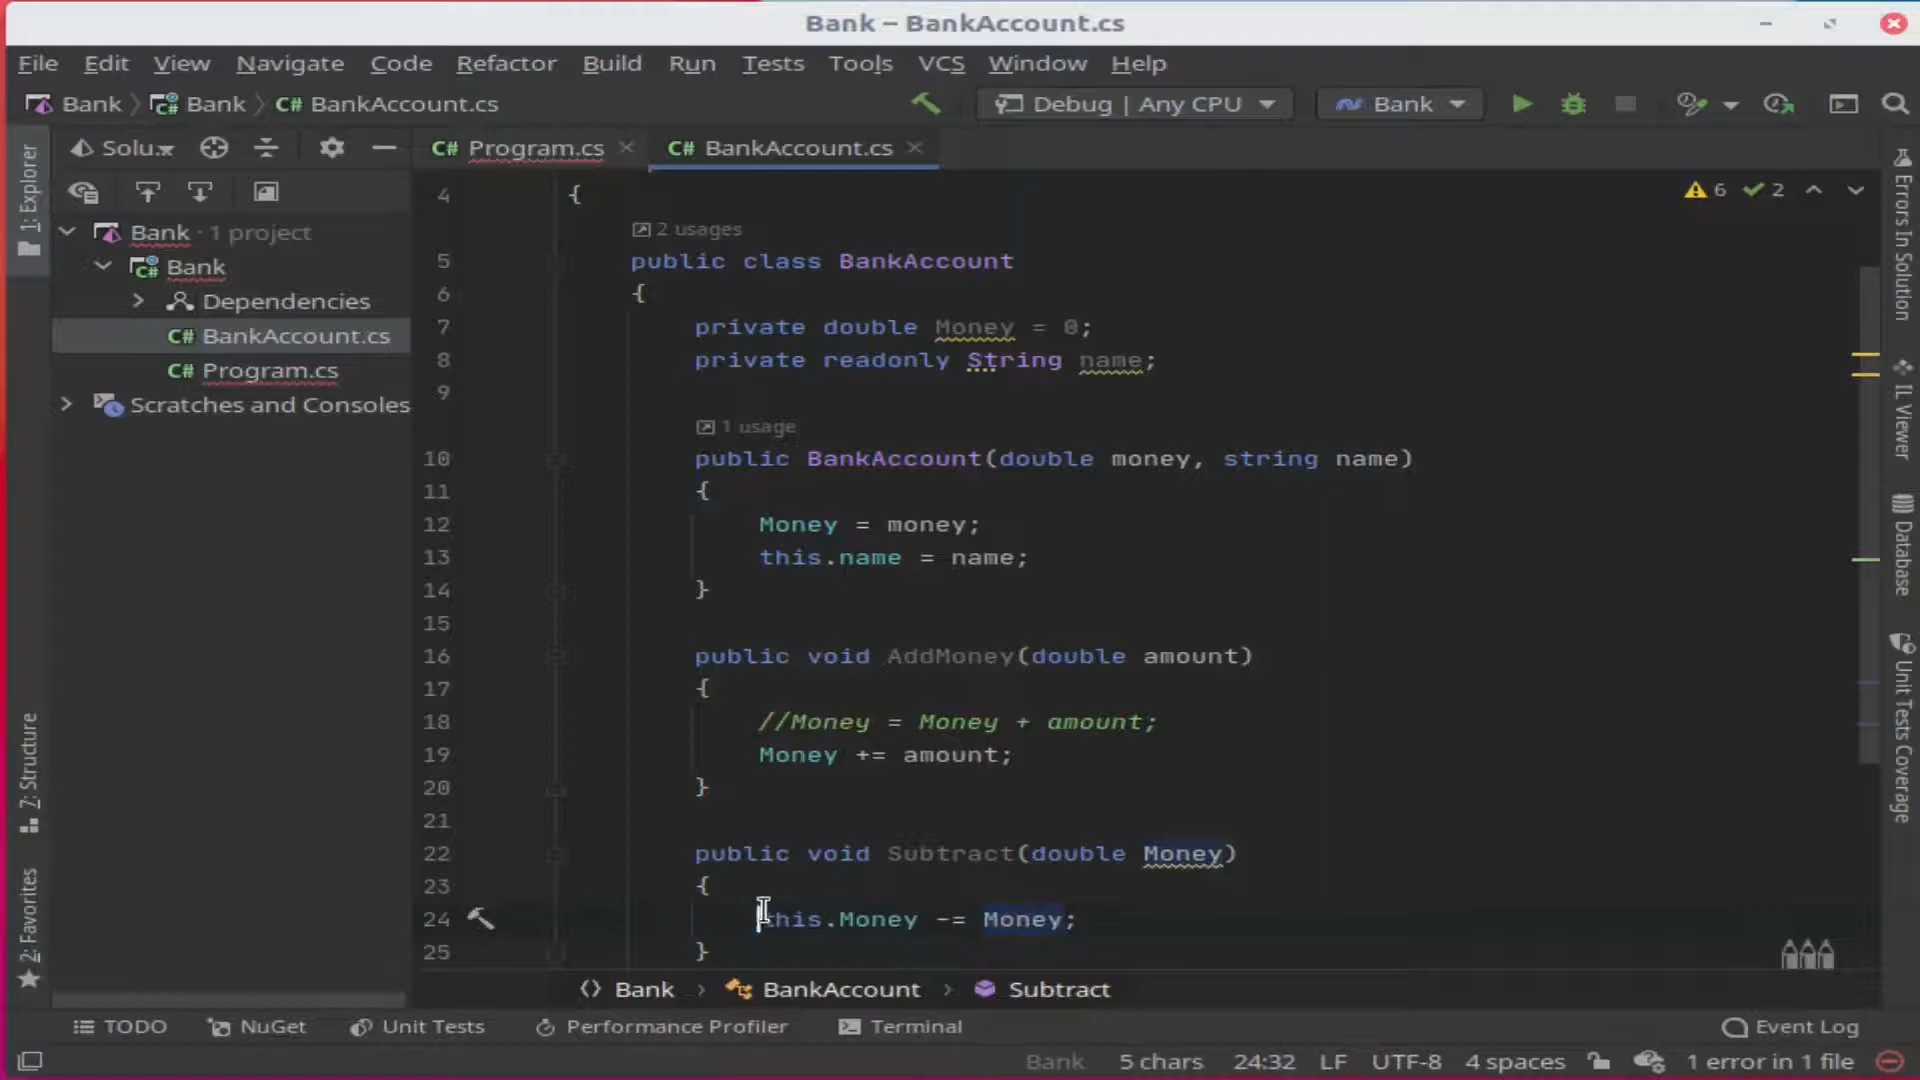 Bank – BankAccount.cs
File Edit View Navigate Code Refactor Build Run Tests Tools VCS Window Help
Bank Bank C# BankAccount.cs
Debug | Any CPU
Bank
1: Explorer
Solu...
C# Program.cs
C# BankAccount.cs
Bank · 1 project
Bank
Dependencies
C# BankAccount.cs
C# Program.cs
Scratches and Consoles
7: Structure
2: Favorites
6 2
4 {
2 usages
5 public class BankAccount
6 {
7 private double Money = 0;
8 private readonly String name;
9
1 usage
10 public BankAccount(double money, string name)
11 {
12 Money = money;
13 this.name = name;
14 }
15
16 public void AddMoney(double amount)
17 {
18 //Money = Money + amount;
19 Money += amount;
20 }
21
22 public void Subtract(double Money)
23 {
24 this.Money -= Money;
25 }
Errors In Solution
IL Viewer
Database
Unit Tests Coverage
Bank BankAccount Subtract
TODO NuGet Unit Tests Performance Profiler Terminal Event Log
Bank 5 chars 24:32 LF UTF-8 4 spaces 1 error in 1 file